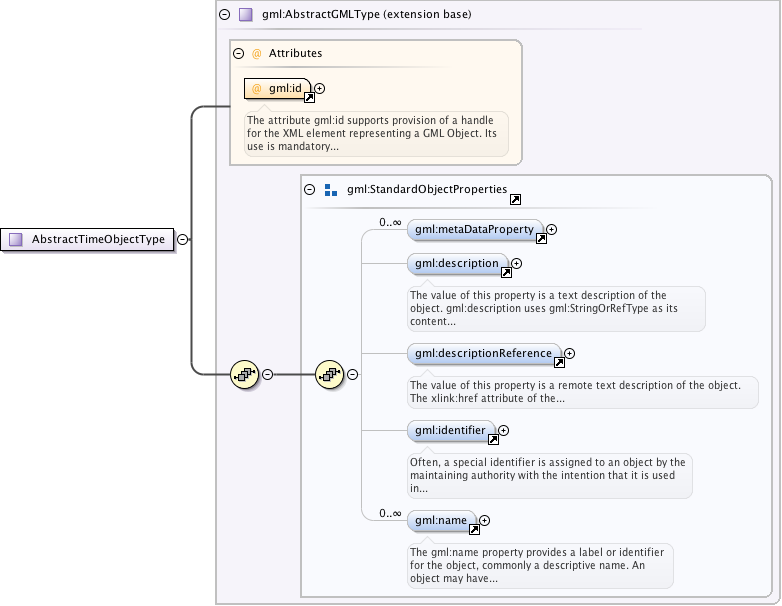 gml:AbstractGMLType (extension base)
@ Attributes
@ gml:id
The attribute gml:id supports provision of a handle
for the XML element representing a GML Object. Its
use is mandatory...
gml:StandardObjectProperties
0..∞
gml:metaDataProperty
AbstractTimeObjectType
gml:description
The value of this property is a text description of the
object. gml:description uses gml:StringOrRefType as its
content...
gml:descriptionReference
The value of this property is a remote text description of the object.
The xlink:href attribute of the...
gml:identifier
Often, a special identifier is assigned to an object by the
maintaining authority with the intention that it is used
in...
0..∞
gml:name
The gml:name property provides a label or identifier
for the object, commonly a descriptive name. An
object may have...